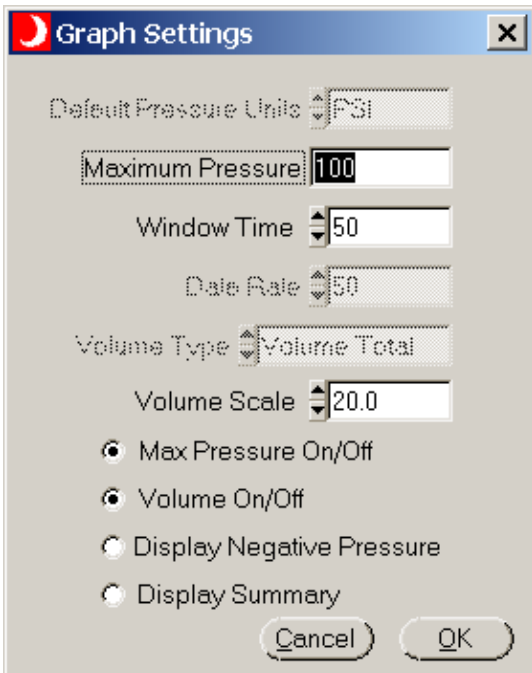 Graph Settings
Default Pressure Units PSI
Maximum Pressure 100
Window Time 50
Date Rate 50
Volume Type Volume Total
Volume Scale 20.0
Max Pressure On/Off
Volume On/Off
Display Negative Pressure
Display Summary
Cancel OK